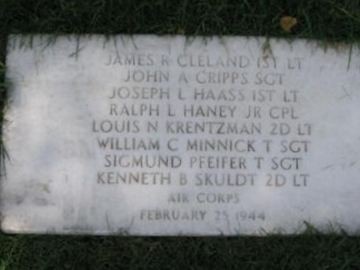 JAMES R CLELAND 1ST LT
JOHN A CRIPPS SGT
JOSEPH L HAASS 1ST LT
RALPH L HANEY JR CPL
LOUIS N KRENTZMAN 2D LT
WILLIAM C MINNICK T SGT
SIGMUND PFEIFER T SGT
KENNETH B SKULDT 2D LT
AIR CORPS
FEBRUARY 25 1944